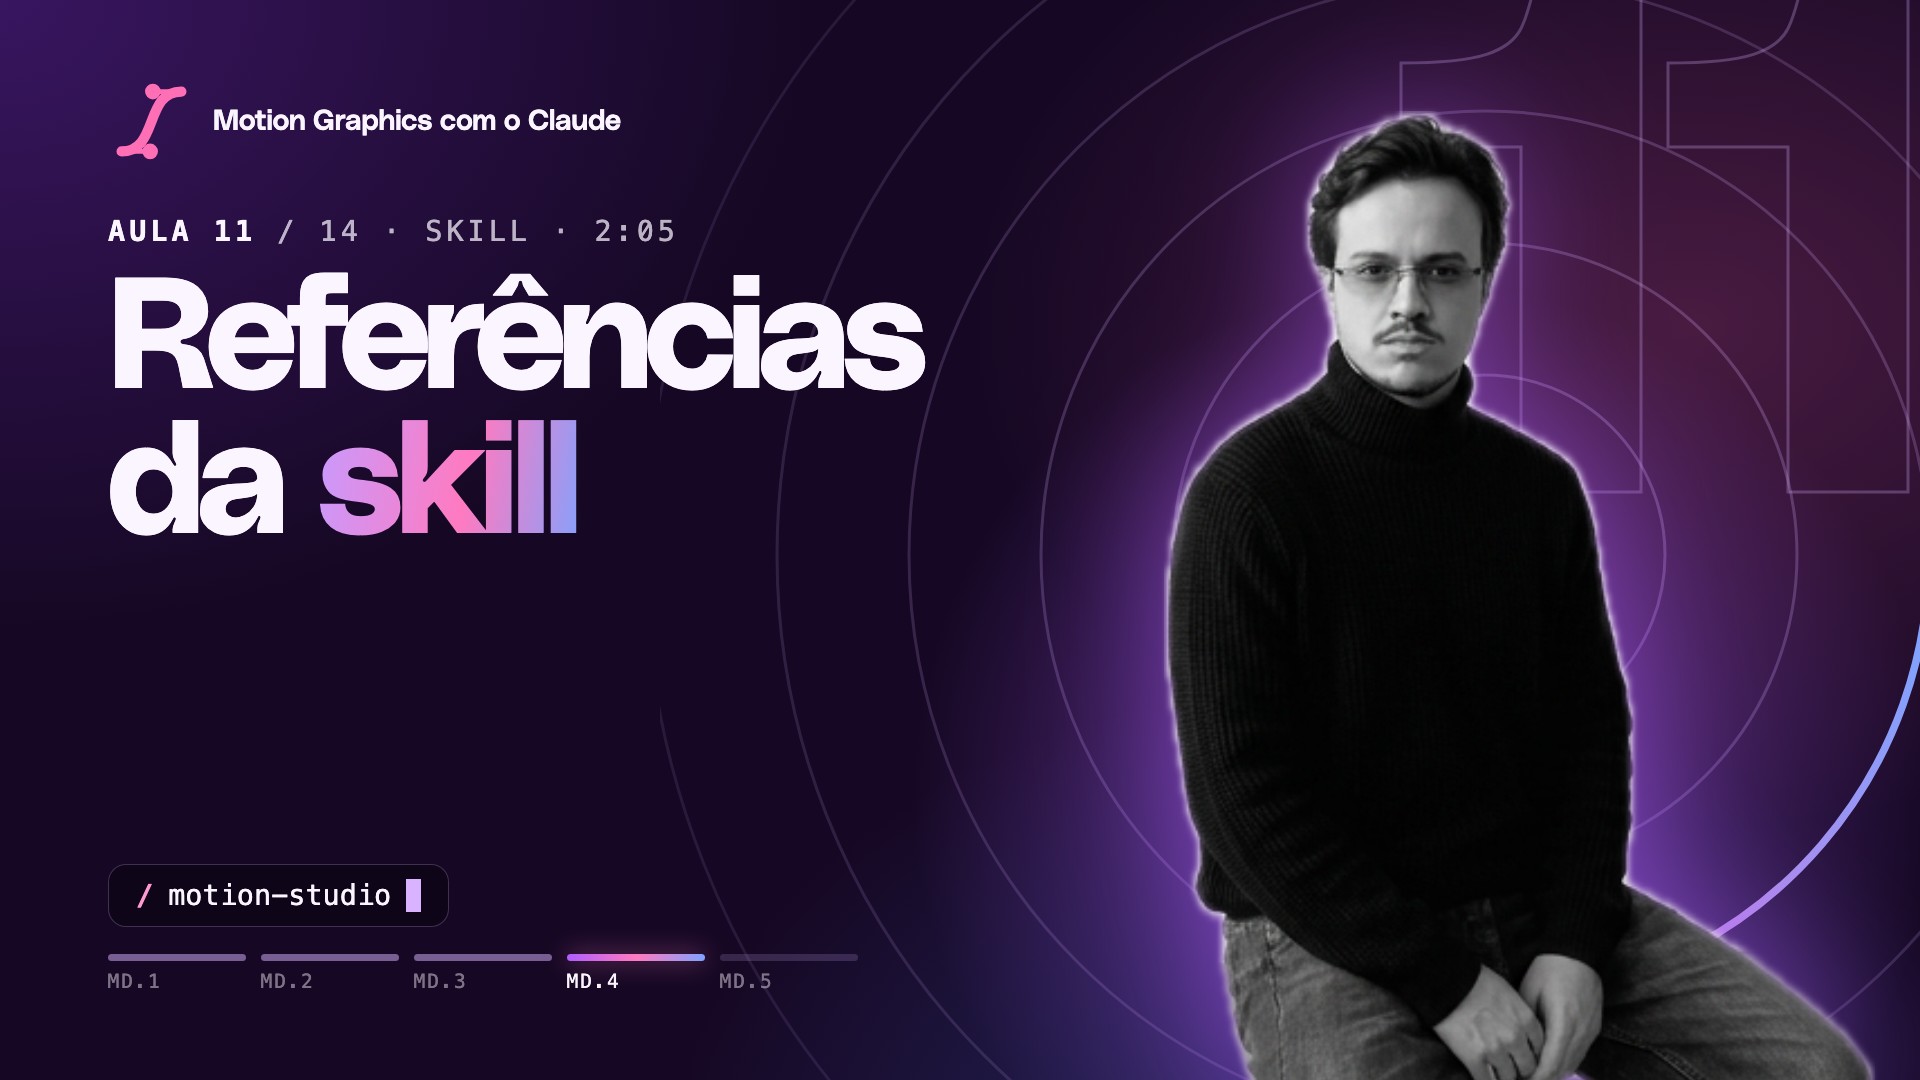 Motion Graphics com o Claude
AULA 11 / 14 · SKILL · 2:05
Referências
da skill
/ motion-studio
MD.1 MD.2 MD.3 MD.4 MD.5
11